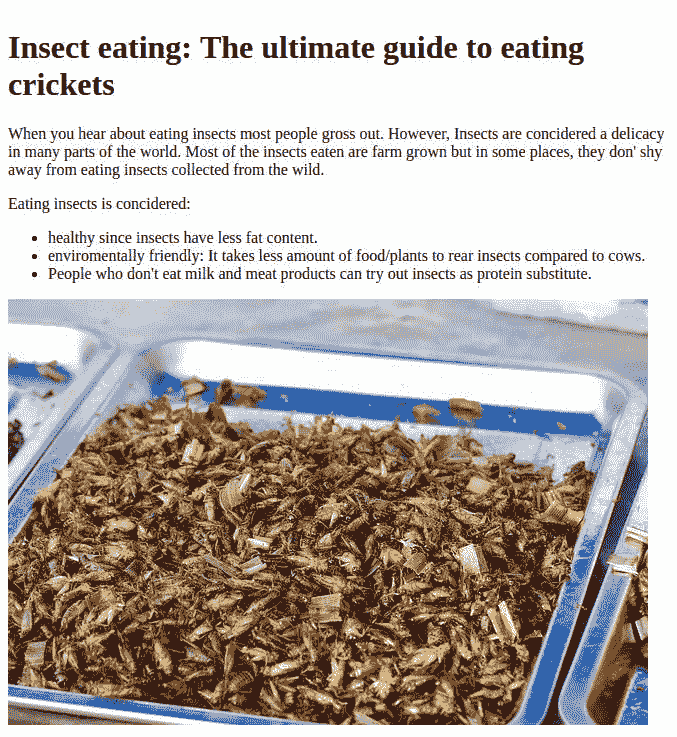 Insect eating: The ultimate guide to eating
crickets
When you hear about eating insects most people gross out. However, Insects are concidered a delicacy
in many parts of the world. Most of the insects eaten are farm grown but in some places, they don' shy
away from eating insects collected from the wild.
Eating insects is concidered:
healthy since insects have less fat content.
enviromentally friendly: It takes less amount of food/plants to rear insects compared to cows.
People who don't eat milk and meat products can try out insects as protein substitute.